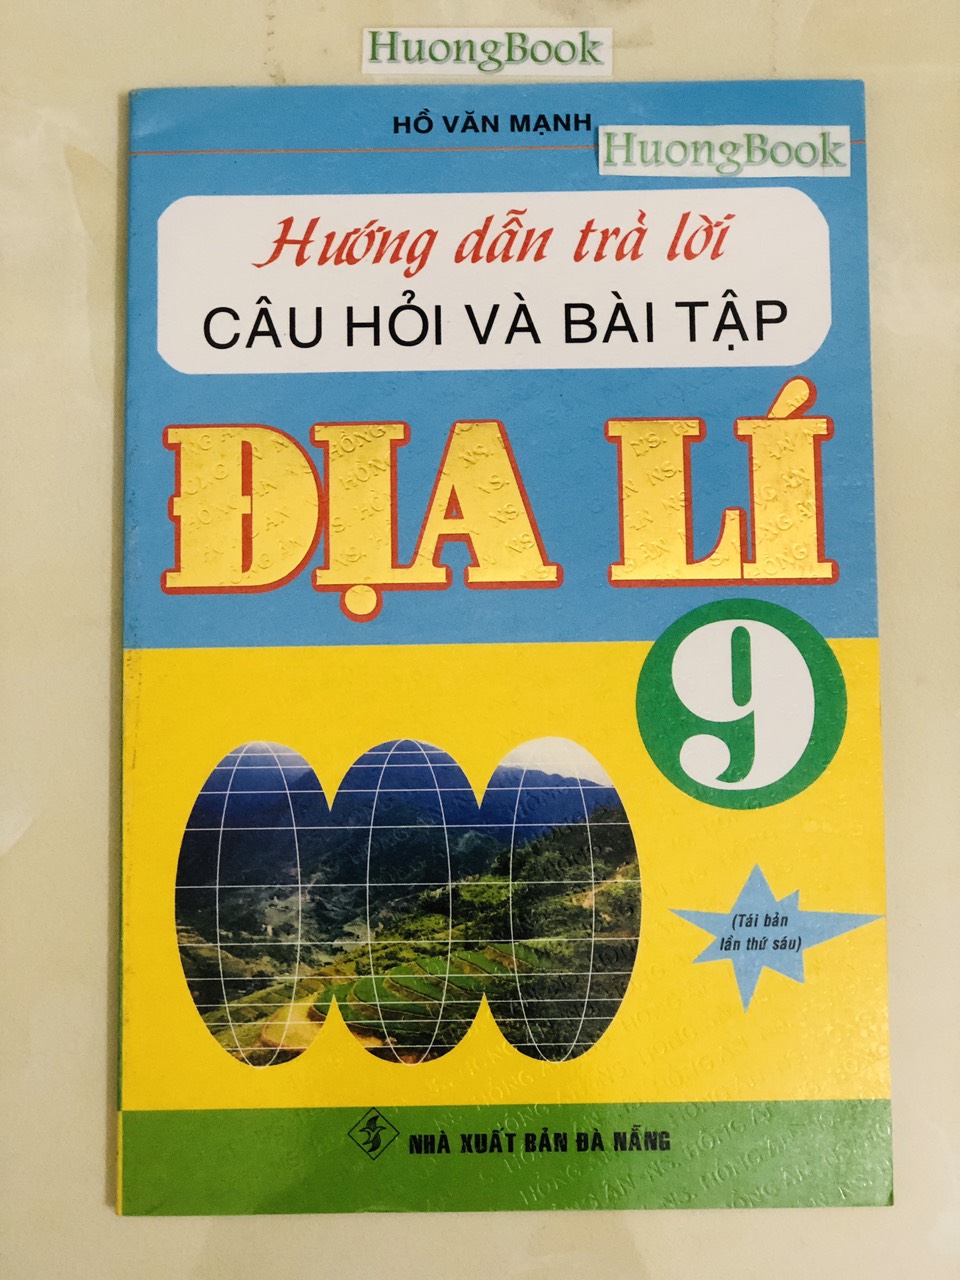 HuongBook
HỒ VĂN MẠNH
HuongBook
Hướng dẫn trả lời
CÂU HỎI VÀ BÀI TẬP
ĐỊA LÍ
9
(Tái bản
lần thứ sáu)
NHÀ XUẤT BẢN ĐÀ NẴNG